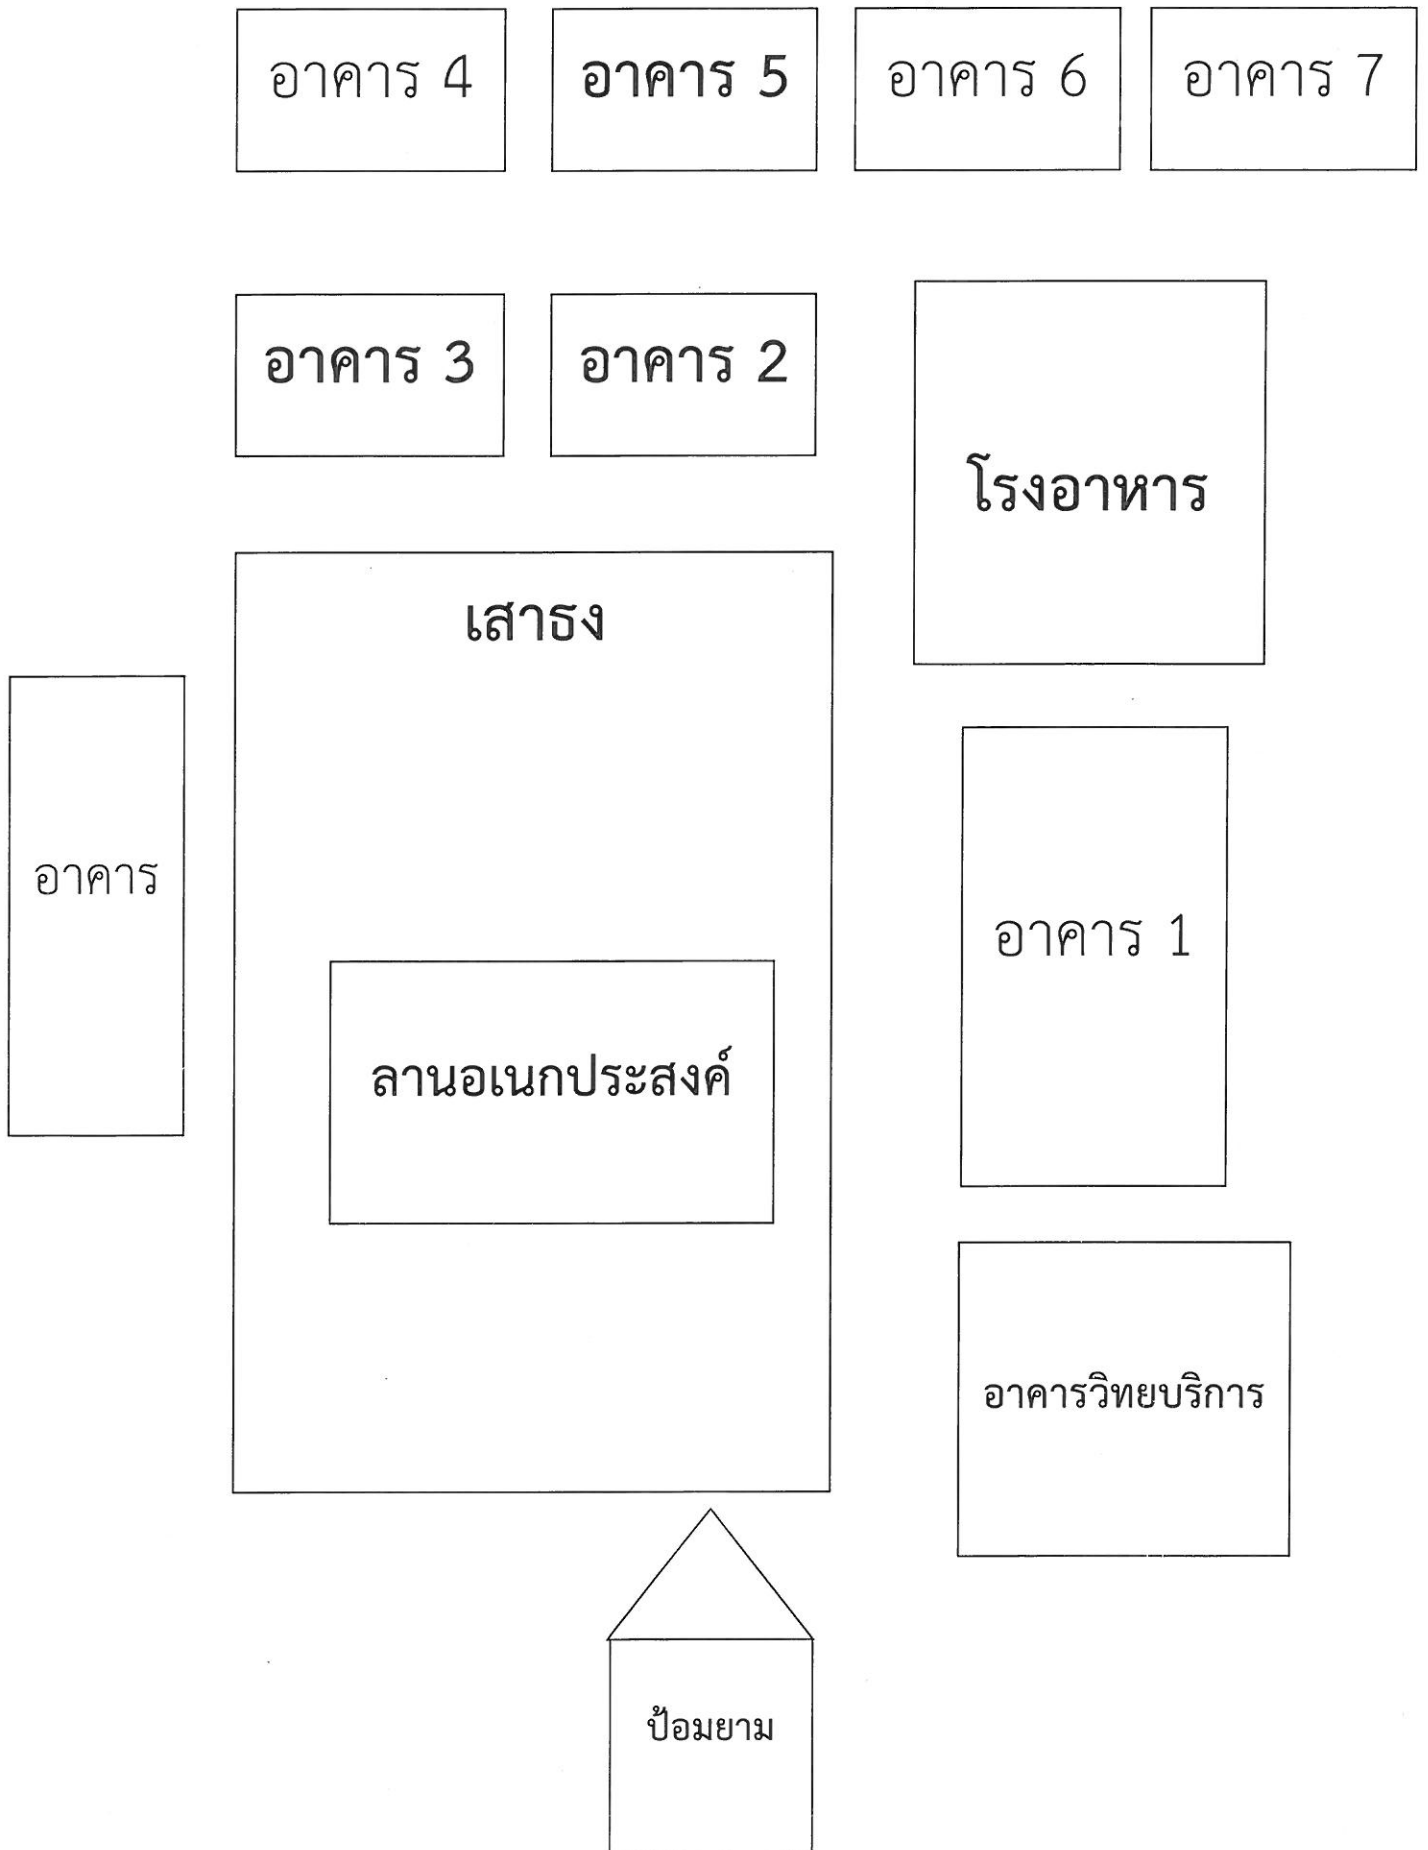 อาคาร 4
อาคาร 5
อาคาร 6
อาคาร 7
อาคาร 3
อาคาร 2
โรงอาหาร
เสาธง
อาคาร
อาคาร 1
ลานอเนกประสงค์
อาคารวิทยบริการ
ป้อมยาม